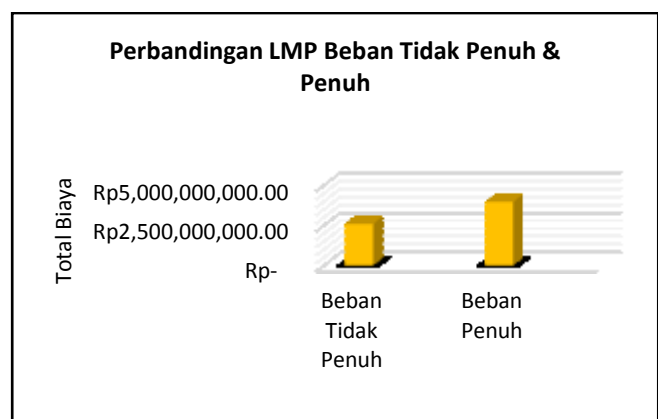 Perbandingan LMP Beban Tidak Penuh &
Penuh
Total Biaya
Rp5,000,000,000.00
Rp2,500,000,000.00
Rp-
Beban
Tidak
Penuh
Beban
Penuh